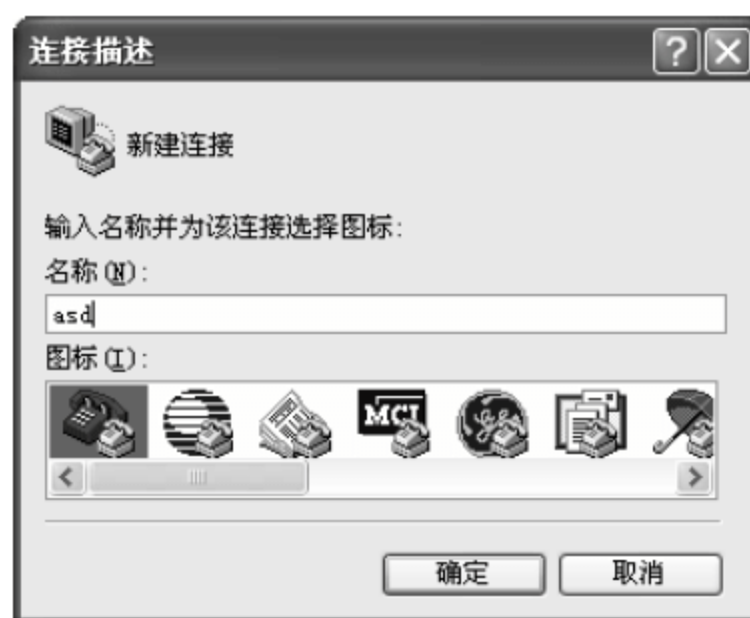 连接描述
新建连接
输入名称并为该连接选择图标:
名称(N):
asd
图标(I):
MCI
确定 取消